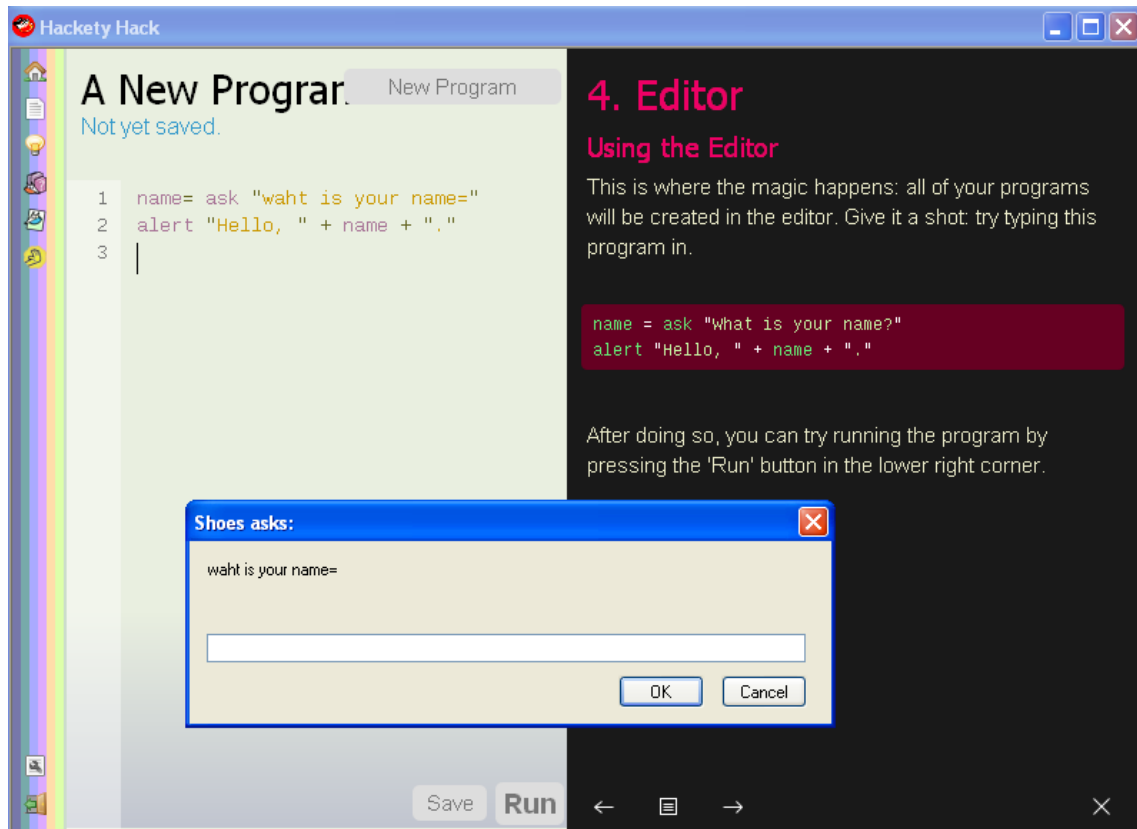 Hackety Hack
A New Progran
New Program
Not yet saved.
1 name= ask "waht is your name="
2 alert "Hello, " + name + "."
3
4. Editor
Using the Editor
This is where the magic happens: all of your programs
will be created in the editor. Give it a shot: try typing this
program in.
name = ask "What is your name?"
alert "Hello, " + name + "."
After doing so, you can try running the program by
pressing the 'Run' button in the lower right corner.
Shoes asks:
waht is your name=
OK Cancel
Save Run